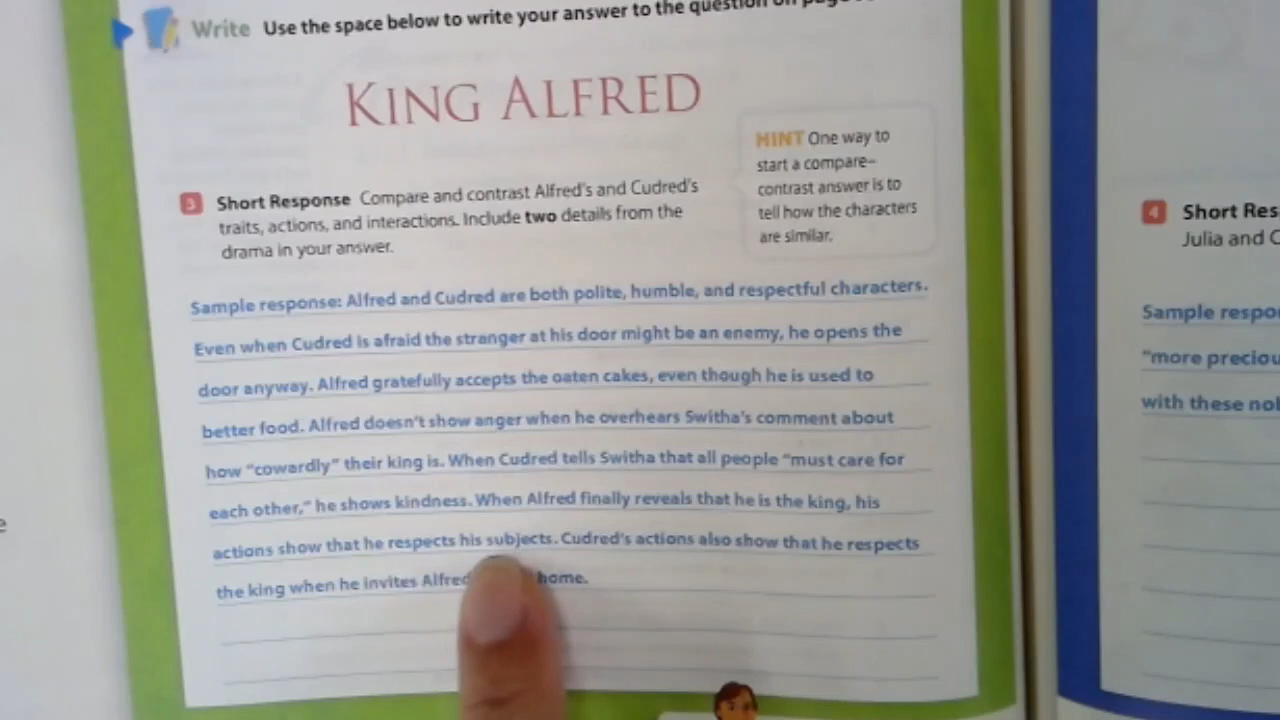 Write Use the space below to write your answer to the question on
KING ALFRED
HINT One way to
start a compare–
contrast answer is to
tell how the characters
are similar.
3 Short Response Compare and contrast Alfred's and Cudred's
traits, actions, and interactions. Include two details from the
drama in your answer.
Sample response: Alfred and Cudred are both polite, humble, and respectful characters.
Even when Cudred is afraid the stranger at his door might be an enemy, he opens the
door anyway. Alfred gratefully accepts the oaten cakes, even though he is used to
better food. Alfred doesn't show anger when he overhears Switha's comment about
how "cowardly" their king is. When Cudred tells Switha that all people "must care for
each other," he shows kindness. When Alfred finally reveals that he is the king, his
actions show that he respects his subjects. Cudred's actions also show that he respects
the king when he invites Alfred home.
4 Short Res
Julia and C
Sample respo
"more preciou
with these nol